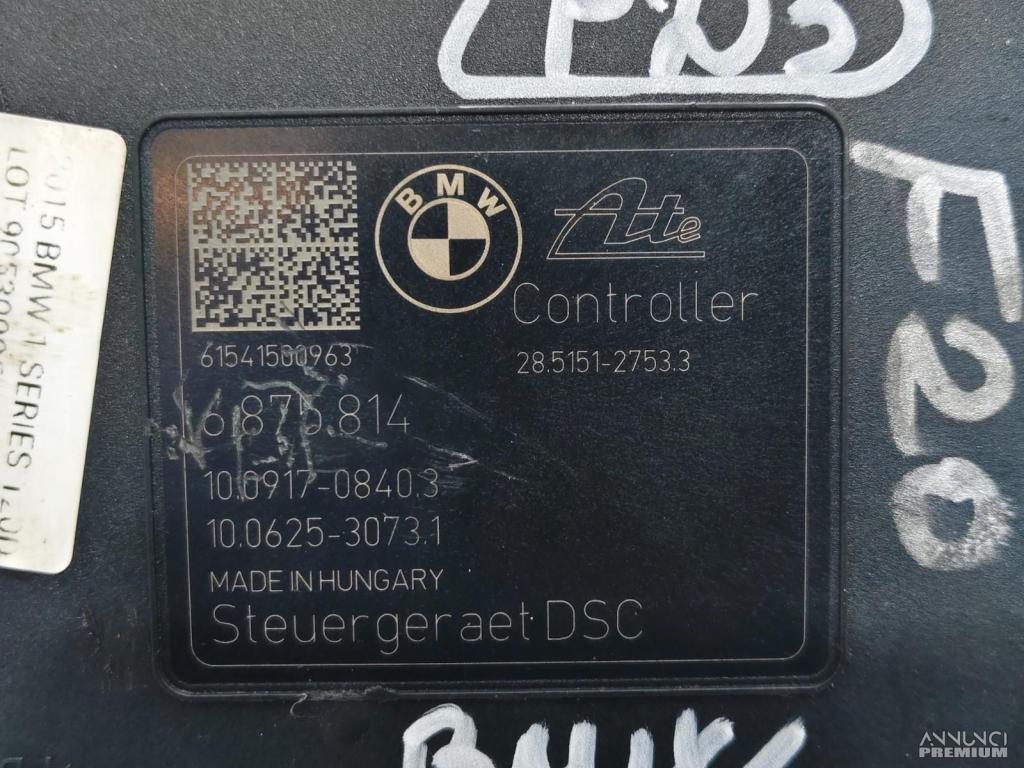 BMW
Ate
Controller
61541500963
28.5151-2753.3
10.0917-0840.3
10.0625-3073.1
MADE IN HUNGARY
Steuergeraet DSC
2015 BMW 1 SERIES
LOT
F20
ANNUNCI
PREMIUM